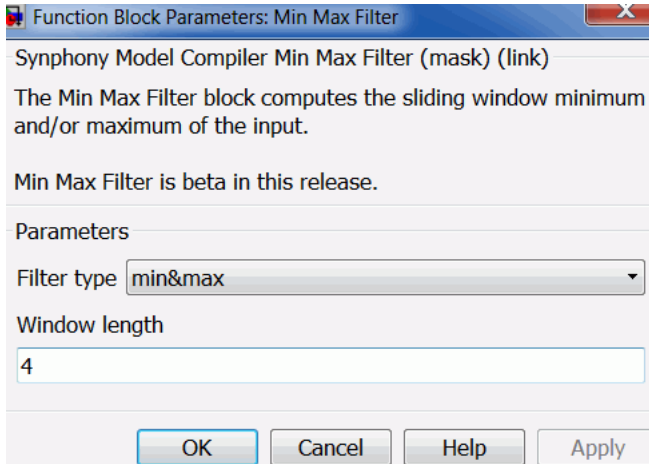 Function Block Parameters: Min Max Filter
Synphony Model Compiler Min Max Filter (mask) (link)
The Min Max Filter block computes the sliding window minimum
and/or maximum of the input.
Min Max Filter is beta in this release.
Parameters
Filter type min&max
Window length
4
OK Cancel Help Apply